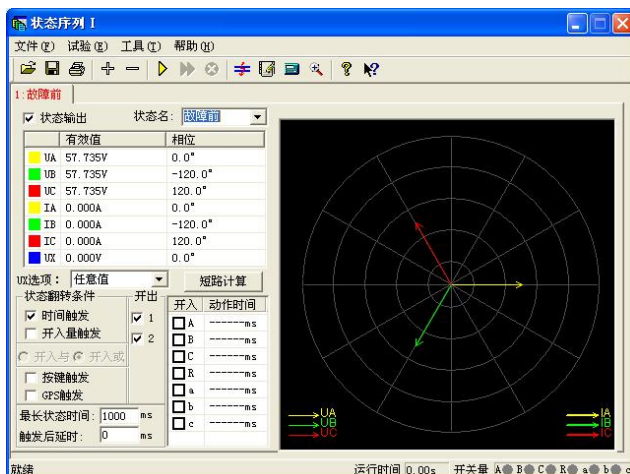 状态序列 I
文件(F) 试验(E) 工具(T) 帮助(H)
1:故障前
状态输出 状态名: 故障前
有效值 相位
UA 57.735V 0.0°
UB 57.735V -120.0°
UC 57.735V 120.0°
IA 0.000A 0.0°
IB 0.000A -120.0°
IC 0.000A 120.0°
UX 0.000V 0.0°
UX选项: 任意值 短路计算
状态翻转条件 开出 开入 动作时间
时间触发 1
开入量触发 2
开入与 开入或
按键触发
GPS触发
最长状态时间: 1000 ms
触发后延时: 0 ms
A ------ms
B ------ms
C ------ms
R ------ms
a ------ms
b ------ms
c ------ms
UA
UB
UC
IA
IB
IC
就绪 运行时间 0.00s 开关量 A B C R a b c